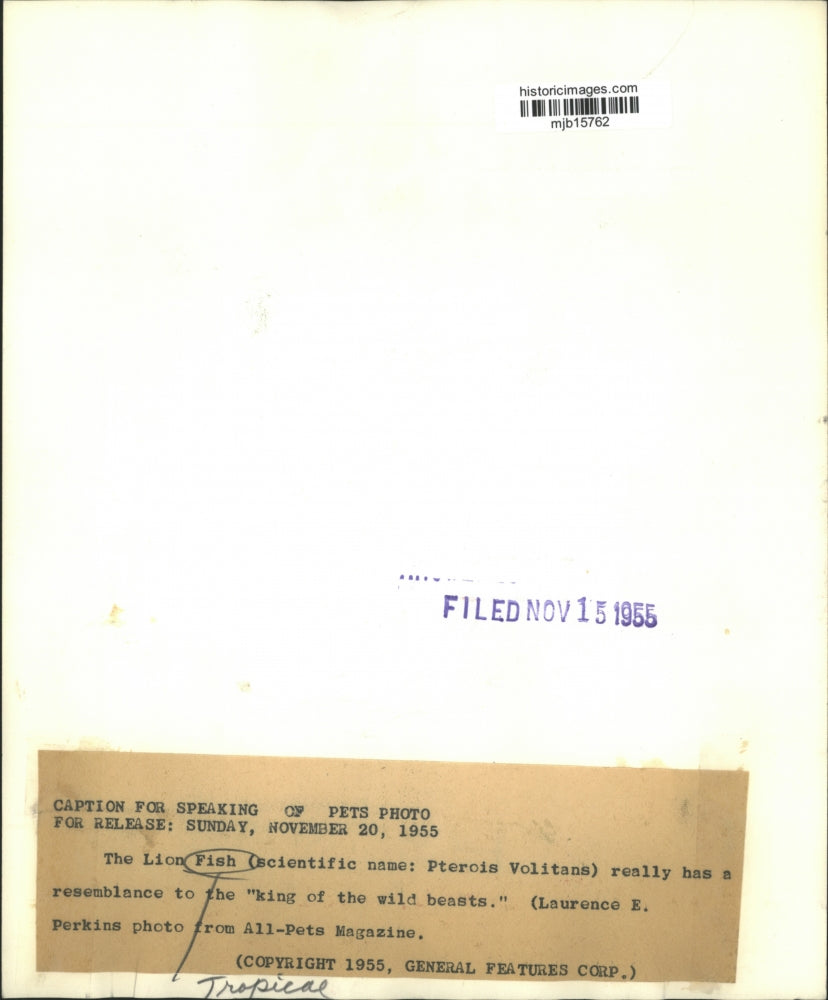 historicimages.com
mjb15762
FILED NOV 15 1955
CAPTION FOR SPEAKING OF PETS PHOTO
FOR RELEASE: SUNDAY, NOVEMBER 20, 1955
The Lion Fish (scientific name: Pterois Volitans) really has a
resemblance to the "king of the wild beasts." (Laurence E.
Perkins photo from All-Pets Magazine.
(COPYRIGHT 1955, GENERAL FEATURES CORP.)
Tropical